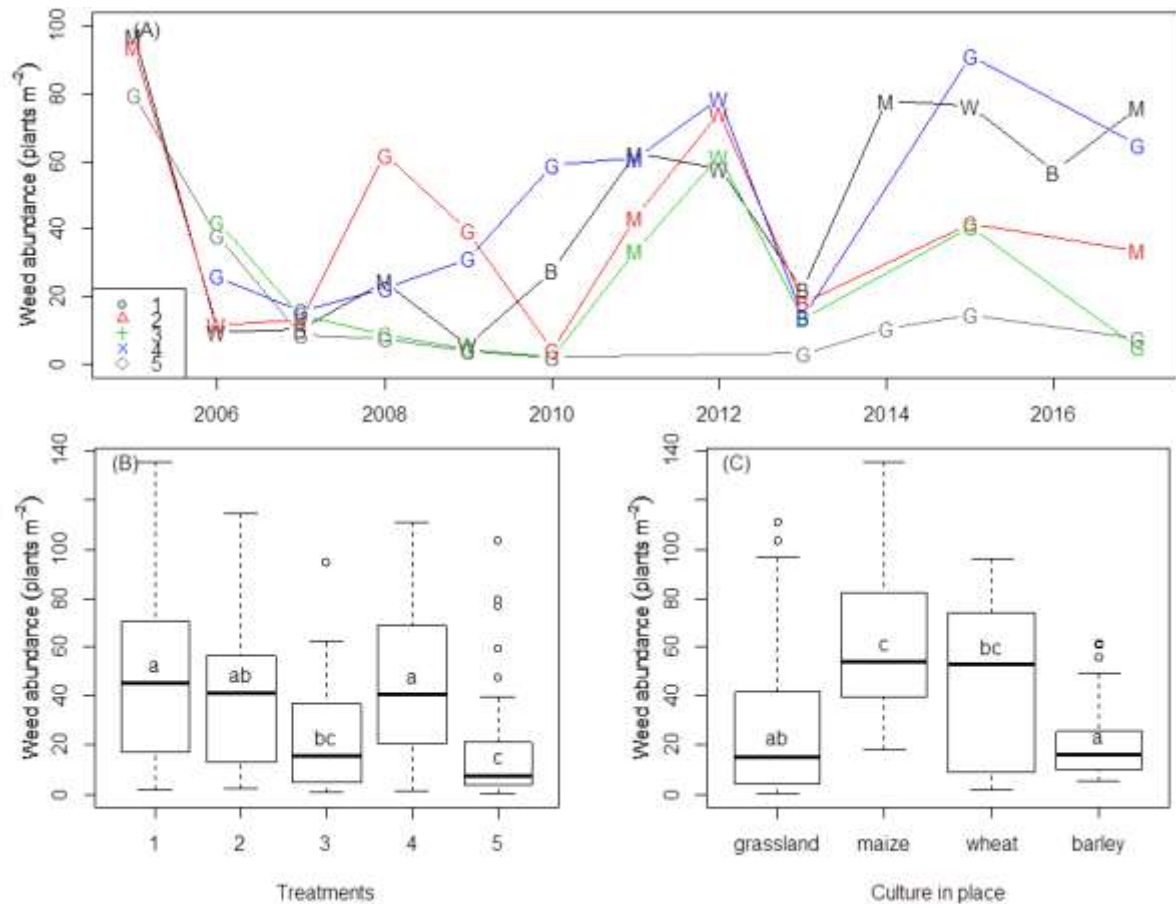 (A)
Weed abundance (plants m⁻²)
100
80
60
40
20
0
M
M
G
G
G
G
W
W
G
G
B
G
G
G
G
G
G
G
W
G
B
G
G
M
M
M
M
W
W
W
W
B
B
B
B
G
M
G
G
W
G
G
G
G
B
M
G
M
G
G
1
2
3
4
5
2006 2008 2010 2012 2014 2016
(B)
Weed abundance (plants m⁻²)
140
100
80
60
40
20
0
a ab bc a c
1 2 3 4 5
Treatments
(C)
Weed abundance (plants m⁻²)
140
100
80
60
40
20
0
ab c bc a
grassland maize wheat barley
Culture in place